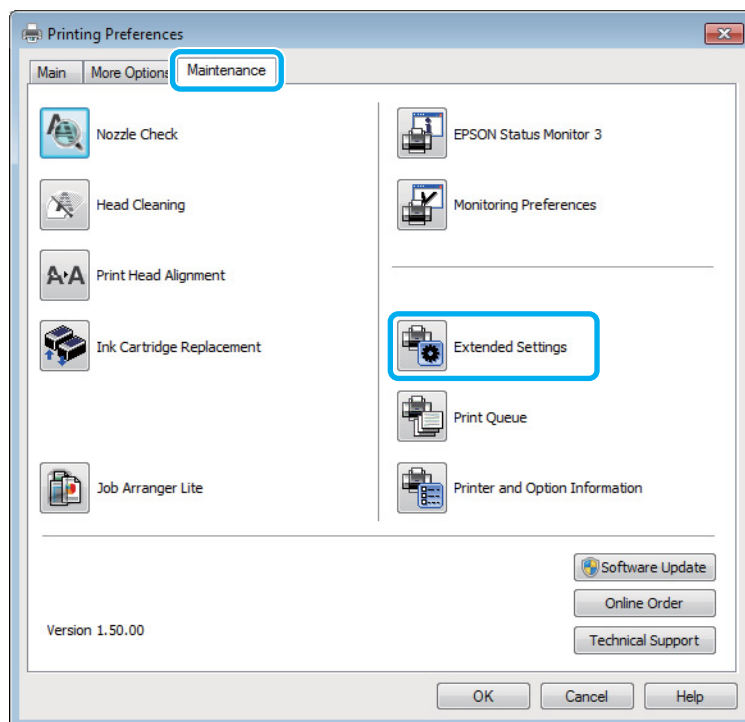 Printing Preferences
Main
More Options
Maintenance
Nozzle Check
EPSON Status Monitor 3
Head Cleaning
Monitoring Preferences
A▸A
Print Head Alignment
Ink Cartridge Replacement
Extended Settings
Print Queue
Job Arranger Lite
Printer and Option Information
Software Update
Online Order
Version 1.50.00
Technical Support
OK
Cancel
Help